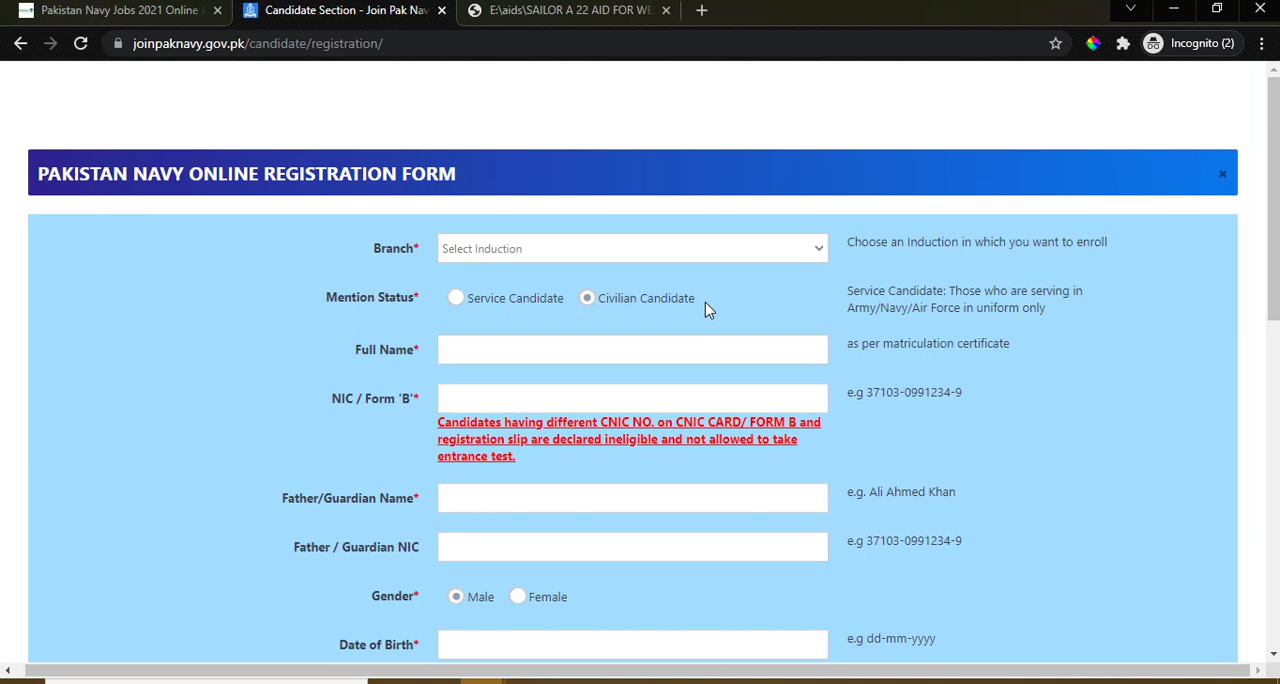 Pakistan Navy Jobs 2021 Online A
Candidate Section - Join Pak Nav
E:\aids\SAILOR A 22 AID FOR WE
joinpaknavy.gov.pk/candidate/registration/
Incognito (2)
PAKISTAN NAVY ONLINE REGISTRATION FORM
Branch*
Select Induction
Choose an Induction in which you want to enroll
Mention Status*
Service Candidate
Civilian Candidate
Service Candidate: Those who are serving in
Army/Navy/Air Force in uniform only
Full Name*
as per matriculation certificate
NIC / Form 'B'*
e.g 37103-0991234-9
Candidates having different CNIC NO. on CNIC CARD/ FORM B and
registration slip are declared ineligible and not allowed to take
entrance test.
Father/Guardian Name*
e.g. Ali Ahmed Khan
Father / Guardian NIC
e.g 37103-0991234-9
Gender*
Male
Female
Date of Birth*
e.g dd-mm-yyyy